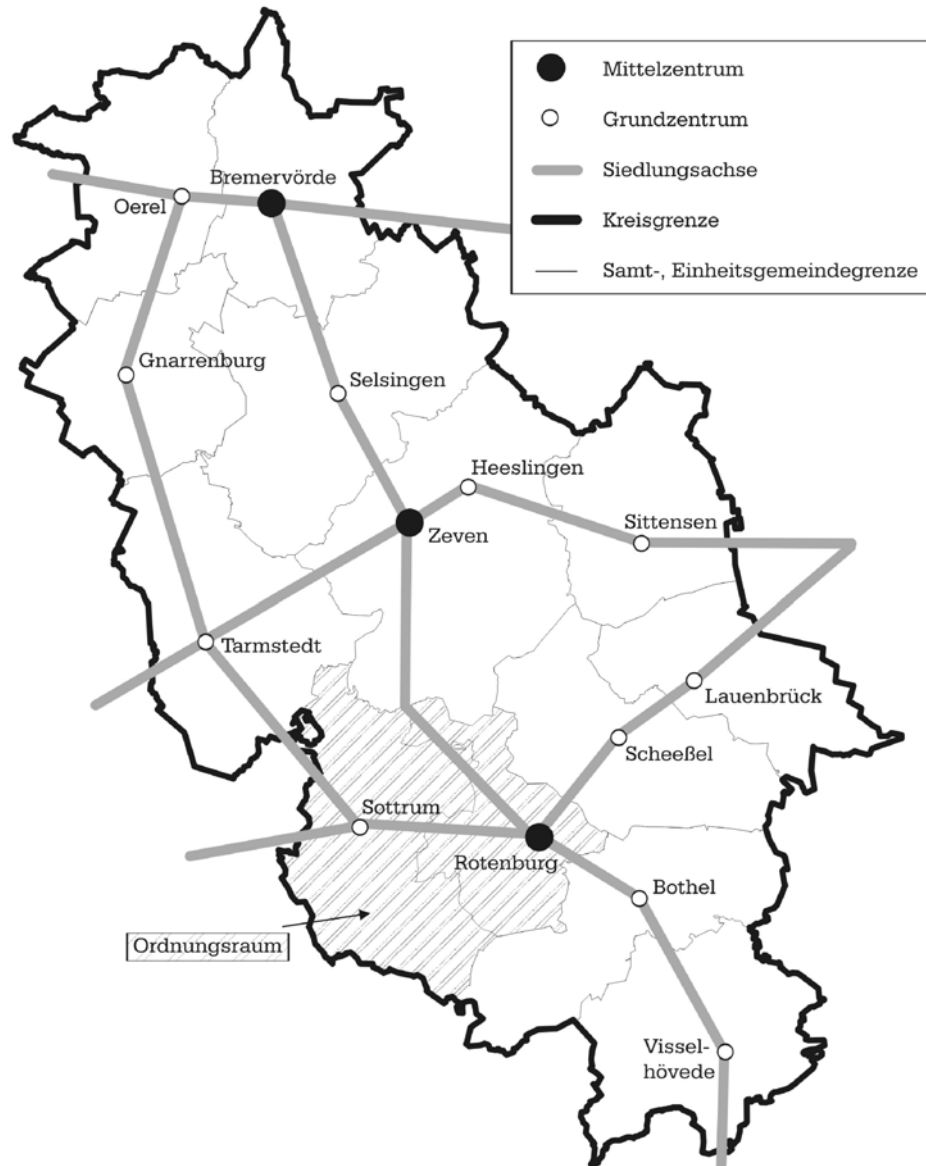 Mittelzentrum
Grundzentrum
Siedlungsachse
Kreisgrenze
Samt-, Einheitsgemeindegrenze
Bremervörde
Oerel
Gnarrenburg
Selsingen
Heeslingen
Sittensen
Zeven
Tarmstedt
Lauenbrück
Scheeßel
Sottrum
Rotenburg
Bothel
Ordnungsraum
Vissel-
hövede